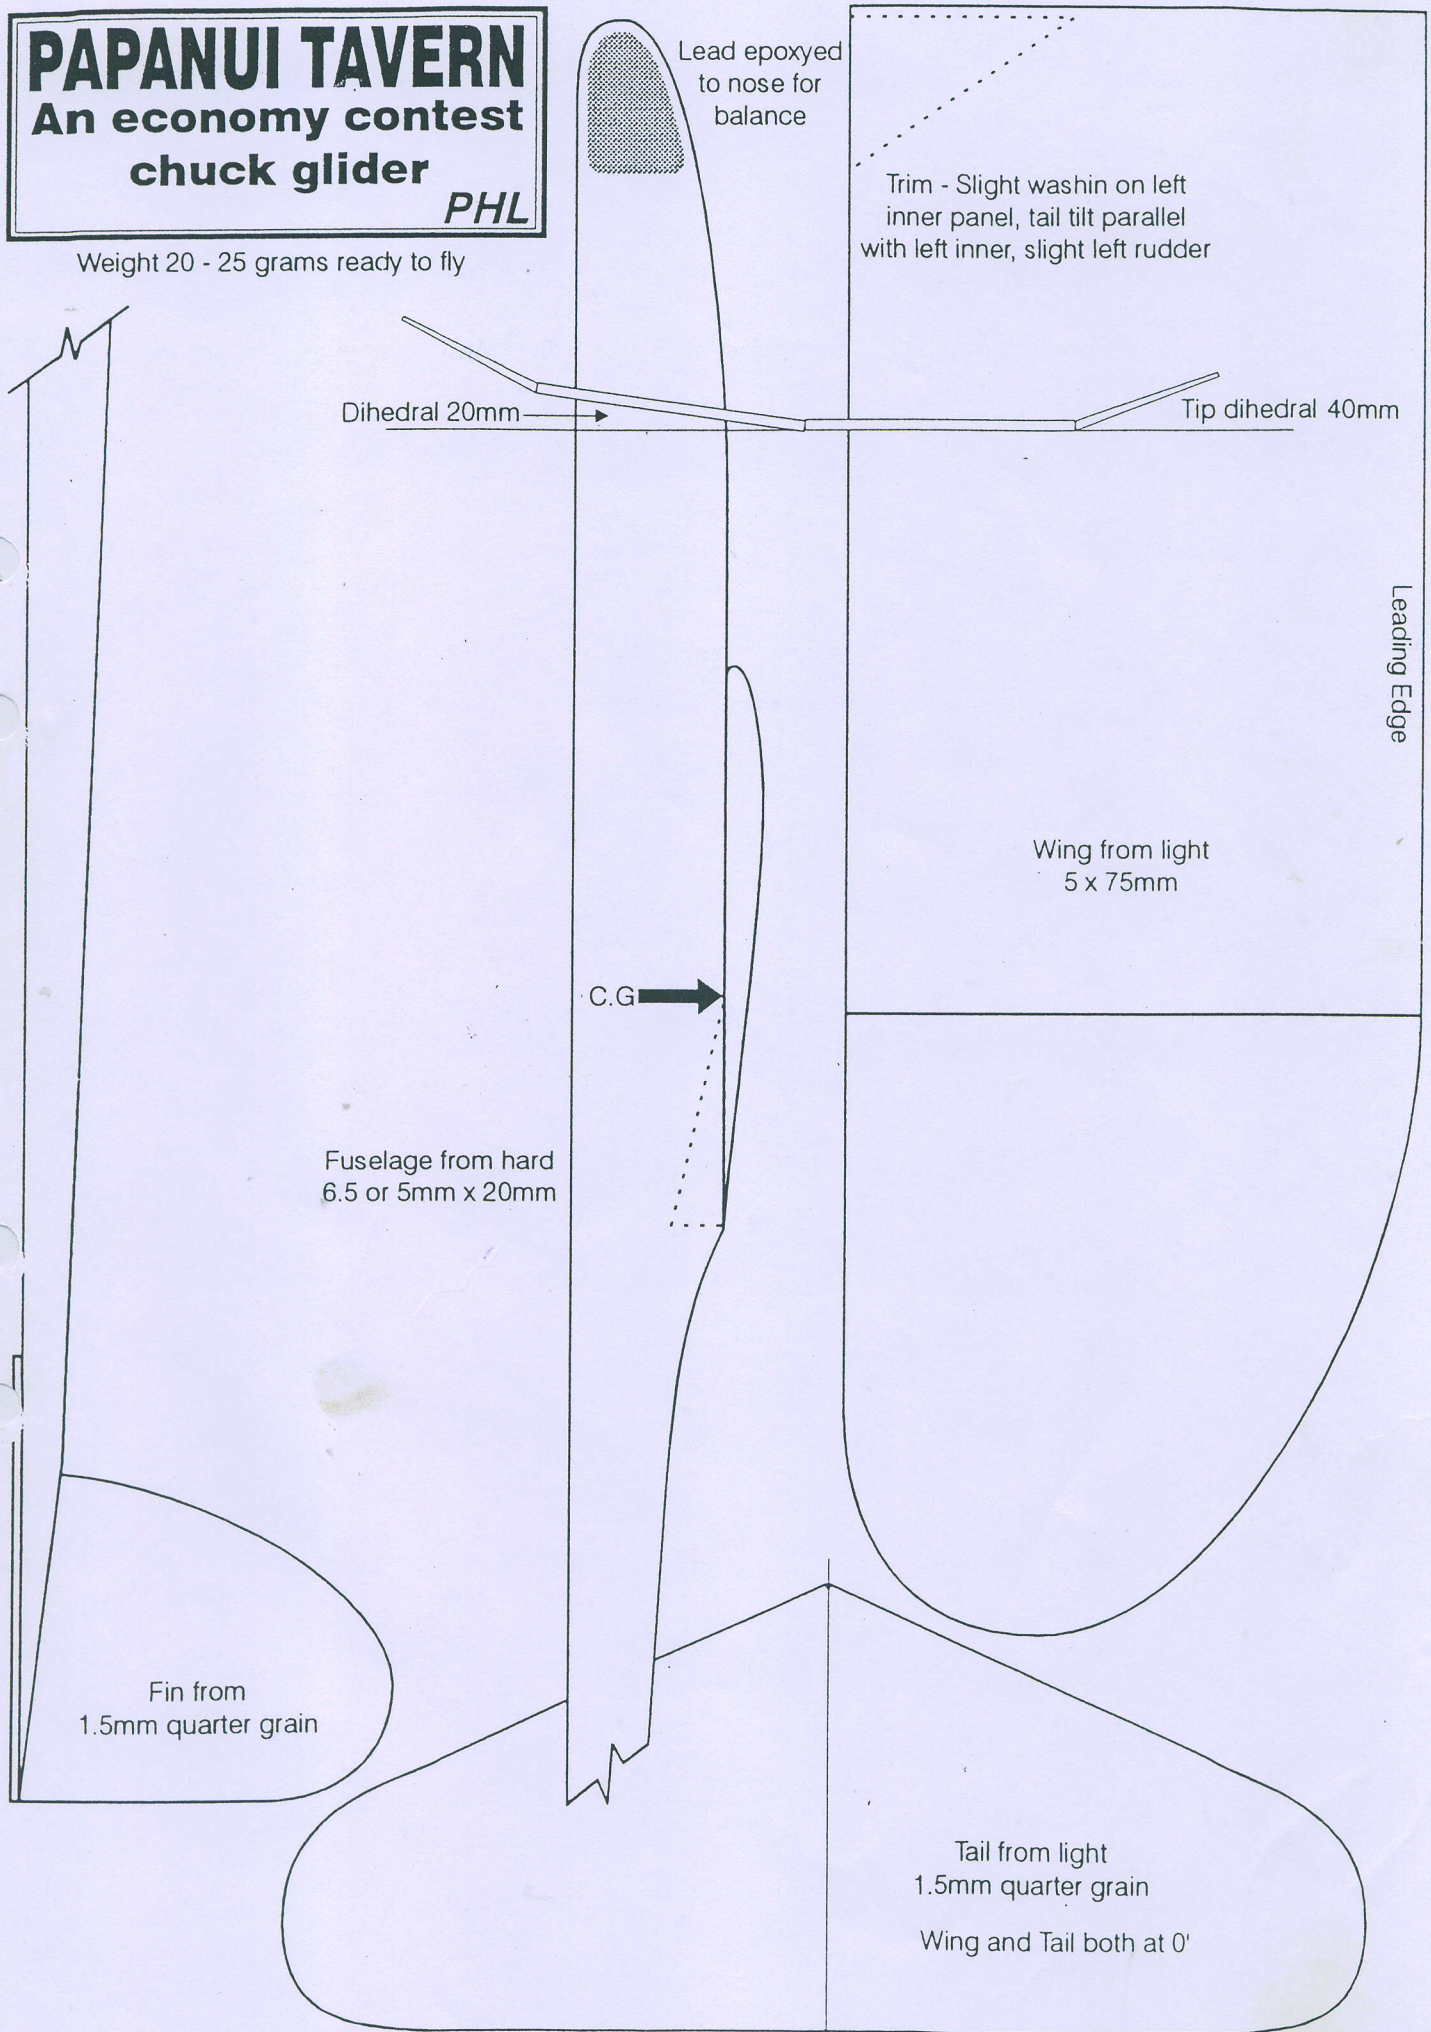 PAPANUI TAVERN
An economy contest
chuck glider
PHL
Weight 20 - 25 grams ready to fly
Lead epoxyed
to nose for
balance
Trim - Slight washin on left
inner panel, tail tilt parallel
with left inner, slight left rudder
Dihedral 20mm
Tip dihedral 40mm
Leading Edge
Wing from light
5 x 75mm
C.G
Fuselage from hard
6.5 or 5mm x 20mm
Fin from
1.5mm quarter grain
Tail from light
1.5mm quarter grain
Wing and Tail both at 0'